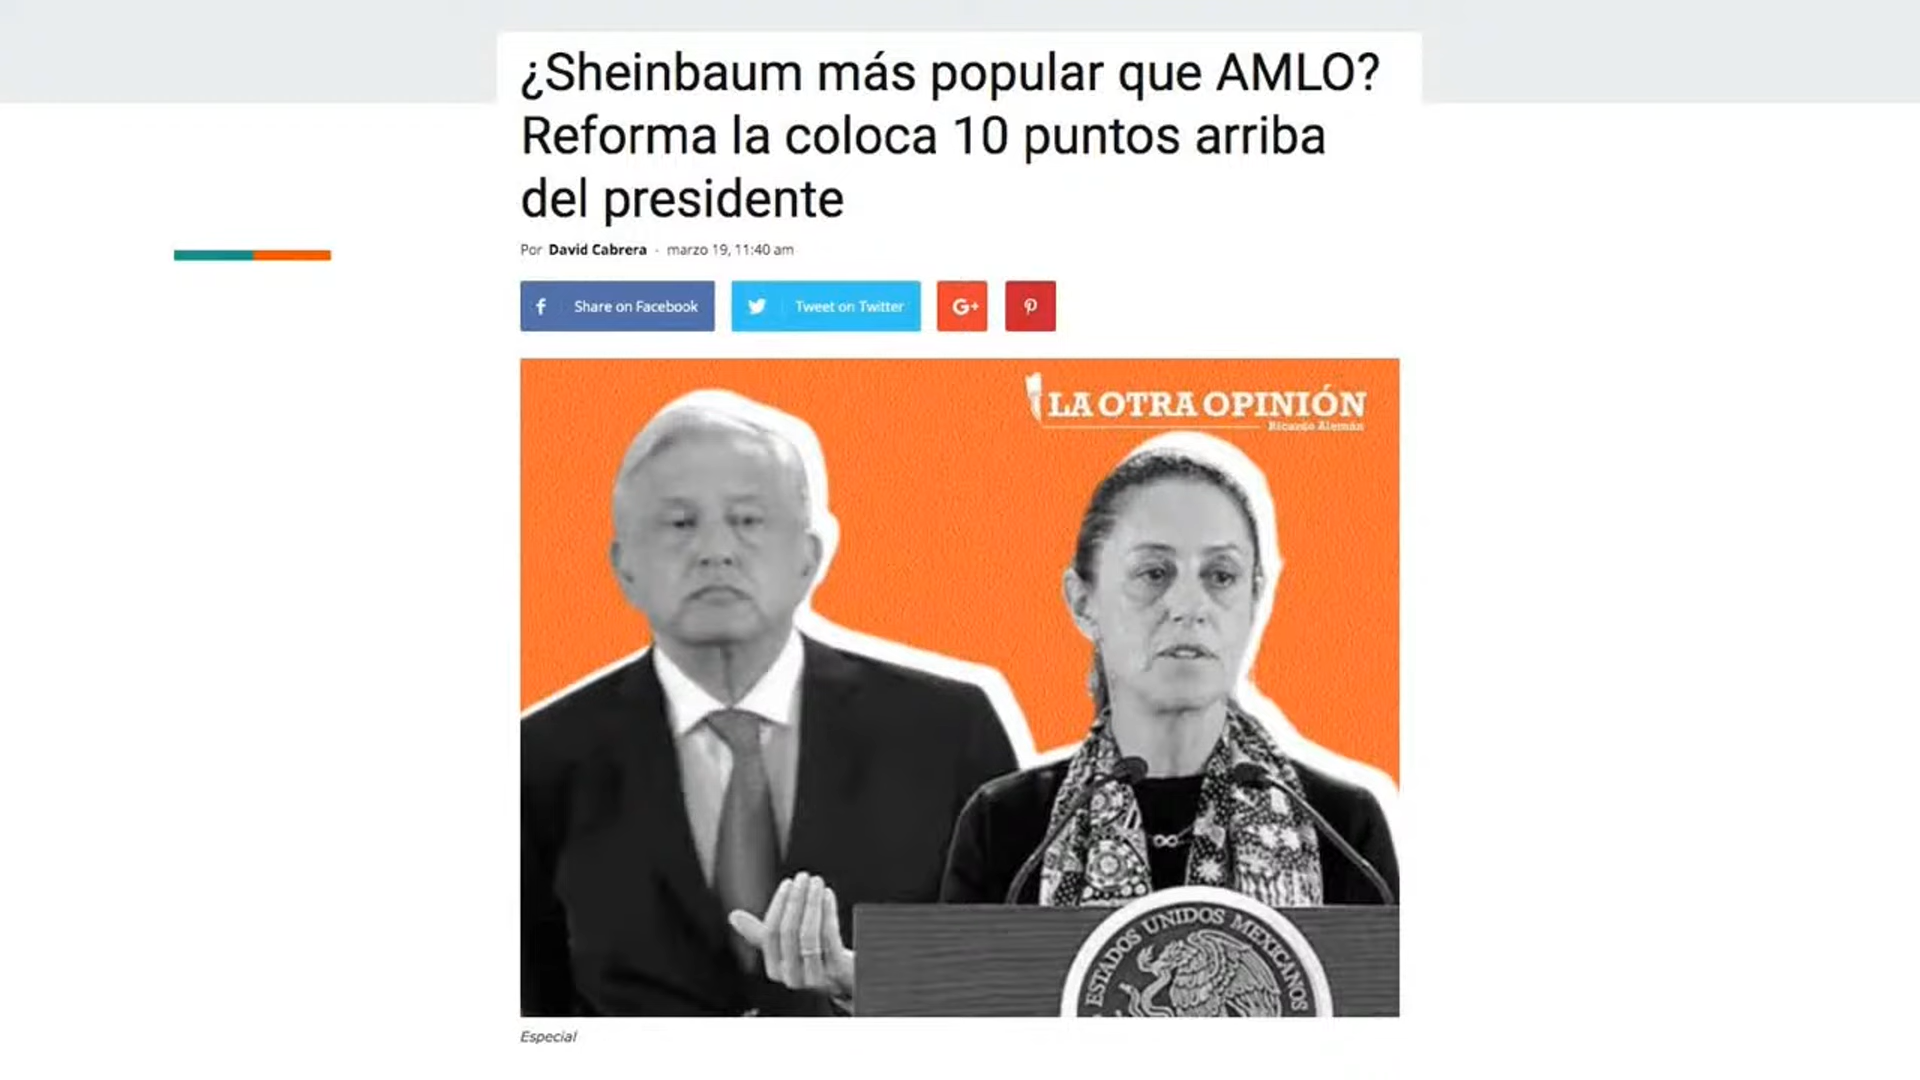 ¿Sheinbaum más popular que AMLO?
Reforma la coloca 10 puntos arriba
del presidente
Por David Cabrera - marzo 19, 11:40 am
f Share on Facebook Tweet on Twitter G+
LA OTRA OPINIÓN
Ricardo Alemán
ESTADOS UNIDOS MEXICANOS
Especial